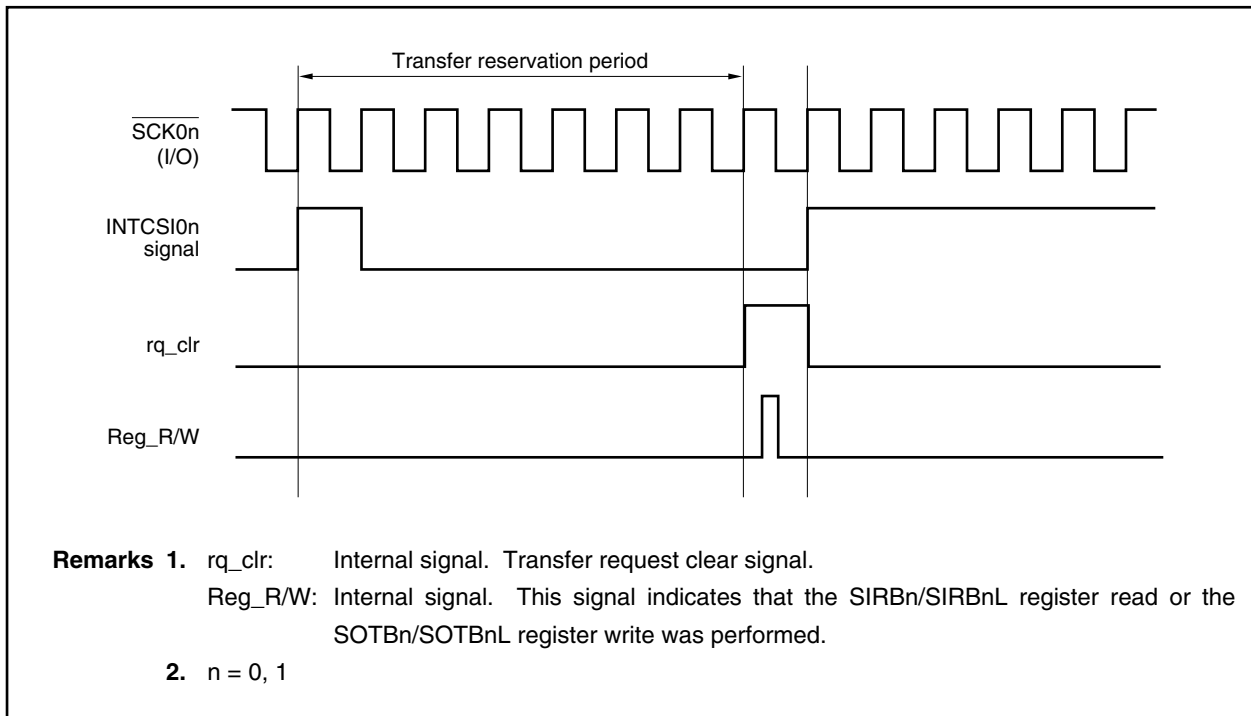 Transfer reservation period
SCK0n
(I/O)
INTCSI0n
signal
rq_clr
Reg_R/W
Remarks 1. rq_clr: Internal signal. Transfer request clear signal.
Reg_R/W: Internal signal. This signal indicates that the SIRBn/SIRBnL register read or the
SOTBn/SOTBnL register write was performed.
2. n = 0, 1